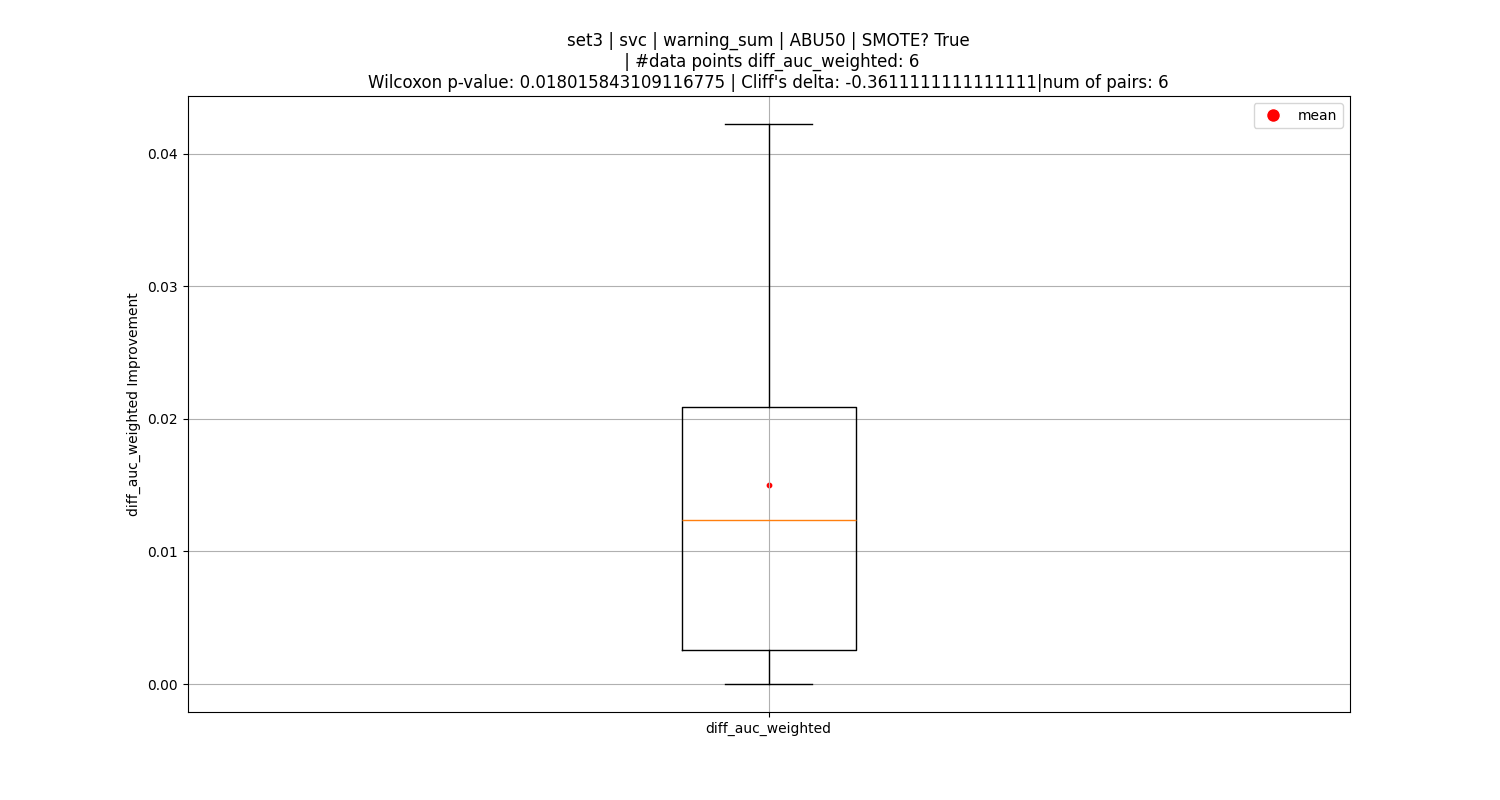 set3 | svc | warning_sum | ABU50 | SMOTE? True
| #data points diff_auc_weighted: 6
Wilcoxon p-value: 0.018015843109116775 | Cliff's delta: -0.3611111111111111|num of pairs: 6
mean
0.04
0.03
0.02
0.01
0.00
diff_auc_weighted Improvement
diff_auc_weighted